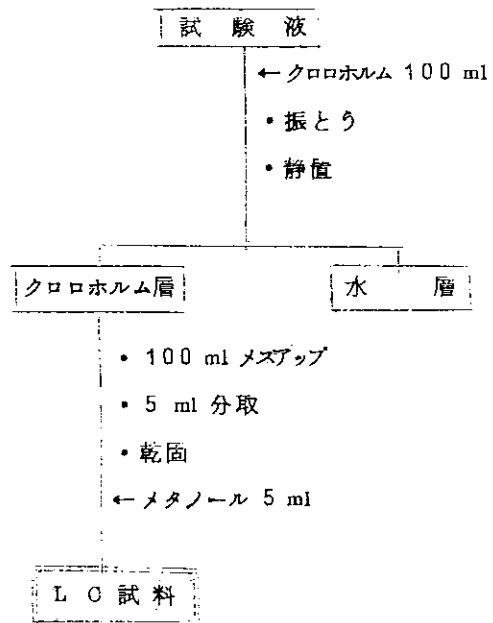 試験液
← クロロホルム 100 ml
・振とう
・静置
クロロホルム層
水 層
・100 ml メスアップ
・5 ml 分取
・乾固
← メタノール 5 ml
LC試料